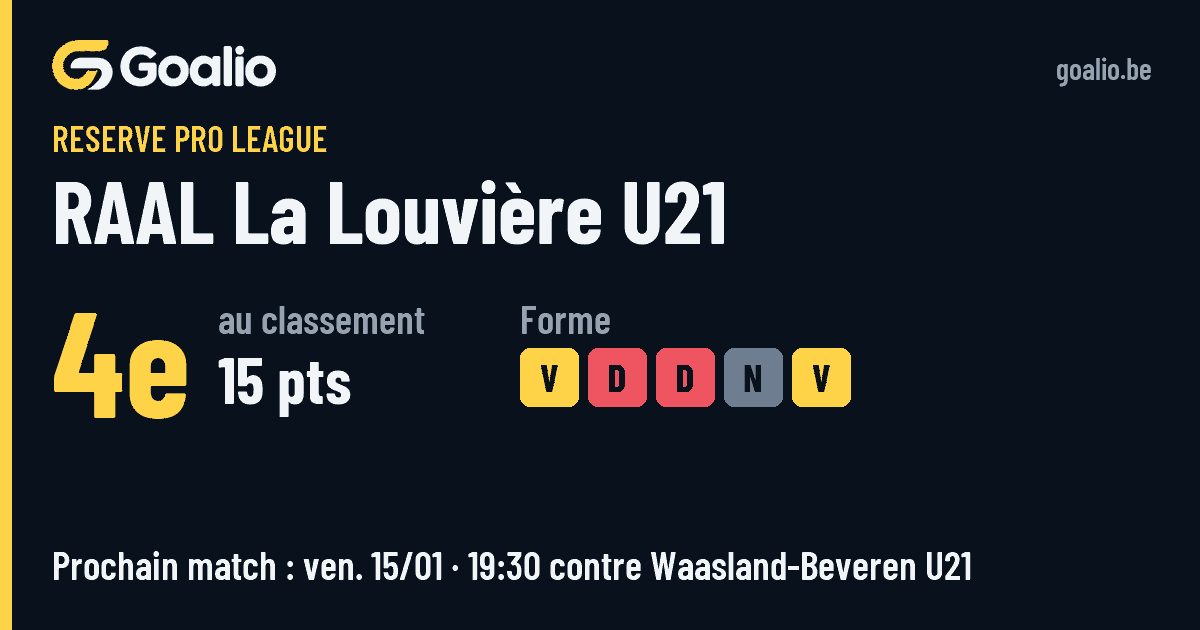 Goalio
goalio.be
RESERVE PRO LEAGUE
RAAL La Louvière U21
4e
au classement
15 pts
Forme
V D D N V
Prochain match : ven. 15/01 · 19:30 contre Waasland-Beveren U21